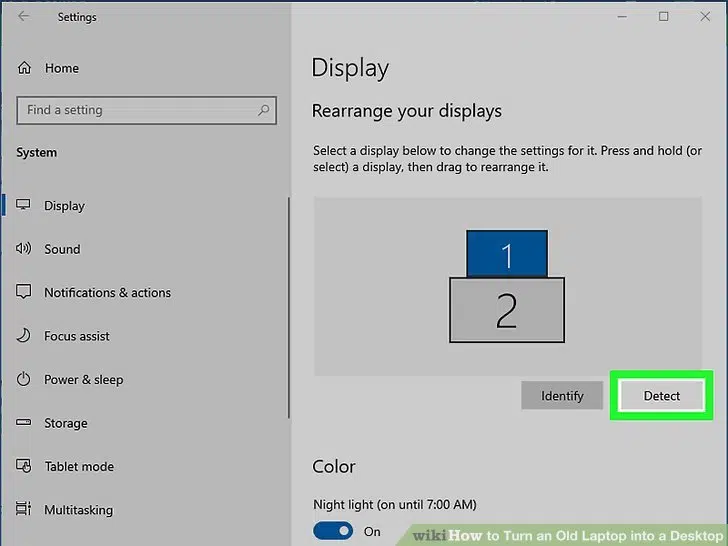 Settings
Home
Find a setting
System
Display
Sound
Notifications & actions
Focus assist
Power & sleep
Storage
Tablet mode
Multitasking
Display
Rearrange your displays
Select a display below to change the settings for it. Press and hold (or
select) a display, then drag to rearrange it.
1
2
Identify
Detect
Color
Night light (on until 7:00 AM)
On
wikiHow to Turn an Old Laptop into a Desktop